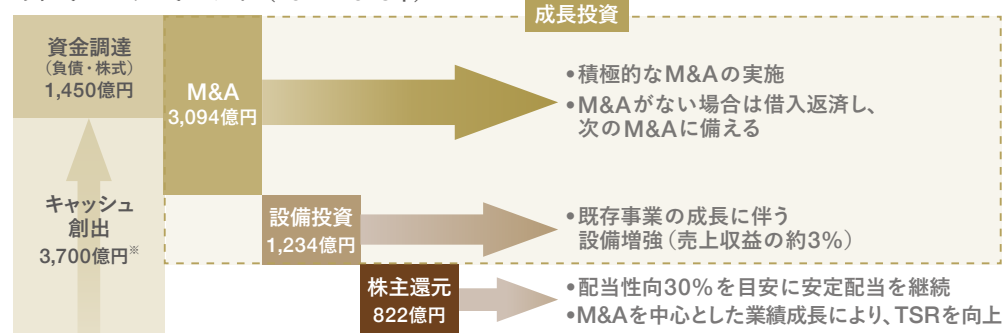 成長投資
資金調達
(負債・株式)
1,450億円
M&A
3,094億円
•積極的なM&Aの実施
•M&Aがない場合は借入返済し、
次のM&Aに備える
キャッシュ
創出
3,700億円※
設備投資
1,234億円
•既存事業の成長に伴う
設備増強(売上収益の約3%)
株主還元
822億円
•配当性向30%を目安に安定配当を継続
•M&Aを中心とした業績成長により、TSRを向上